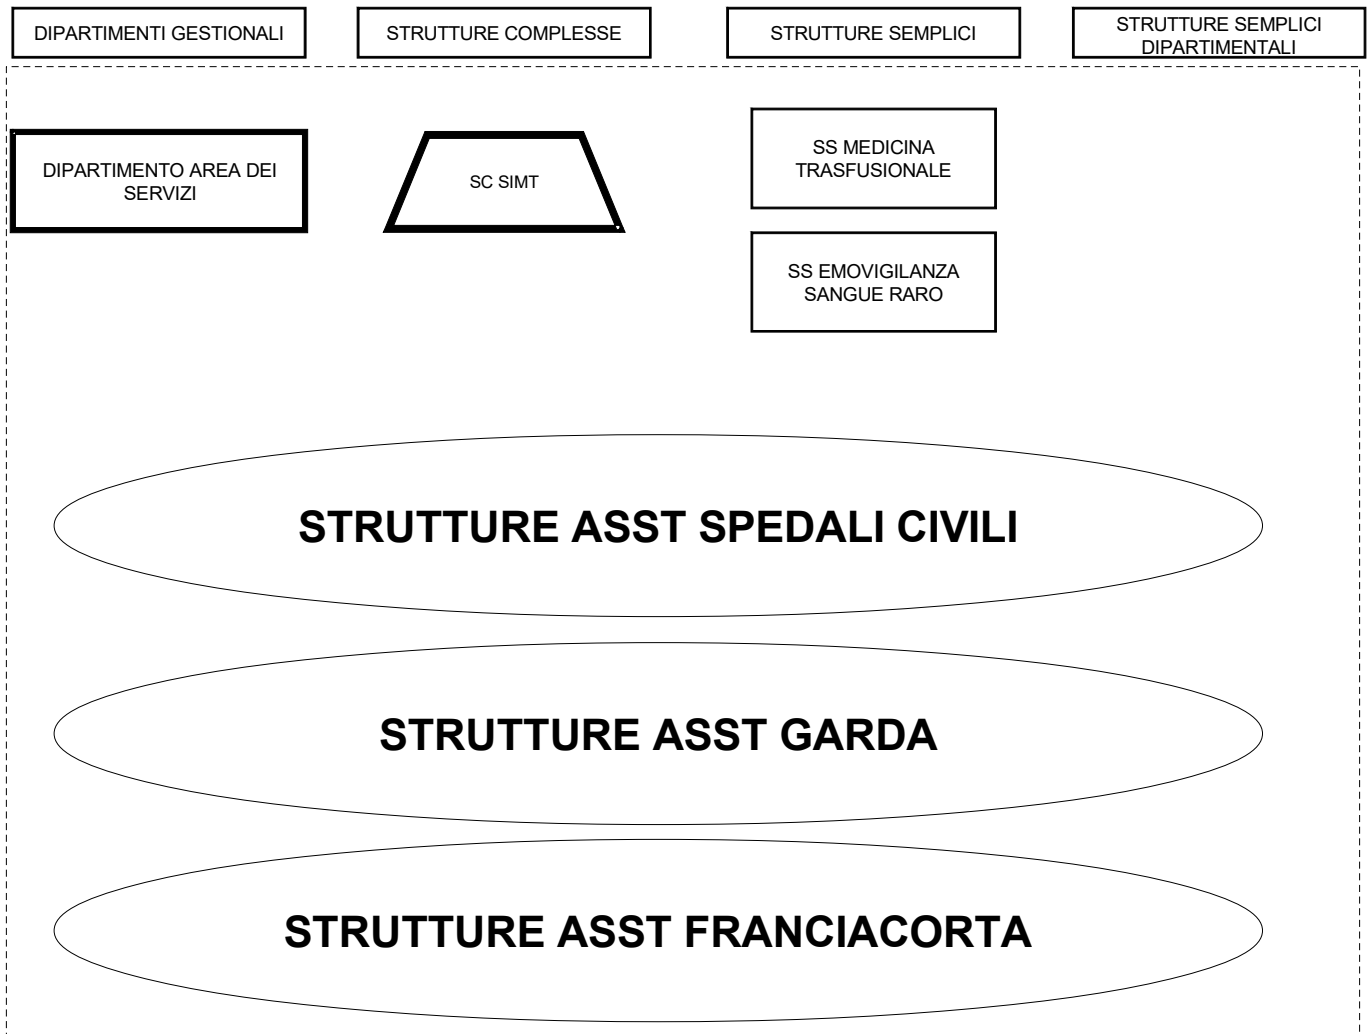 DIPARTIMENTI GESTIONALI
STRUTTURE COMPLESSE
STRUTTURE SEMPLICI
STRUTTURE SEMPLICI
DIPARTIMENTALI
DIPARTIMENTO AREA DEI
SERVIZI
SC SIMT
SS MEDICINA
TRASFUSIONALE
SS EMOVIGILANZA
SANGUE RARO
STRUTTURE ASST SPEDALI CIVILI
STRUTTURE ASST GARDA
STRUTTURE ASST FRANCIACORTA